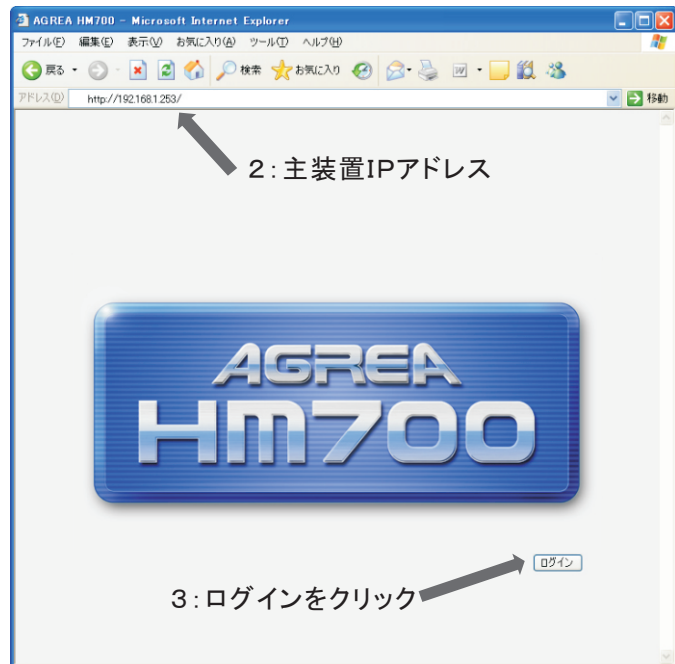 AGREA HM700 - Microsoft Internet Explorer
ファイル(F) 編集(E) 表示(V) お気に入り(A) ツール(T) ヘルプ(H)
戻る 検索 お気に入り
アドレス(D) http://192.168.1.253/ 移動
2:主装置IPアドレス
AGREA
HM700
ログイン
3:ログインをクリック